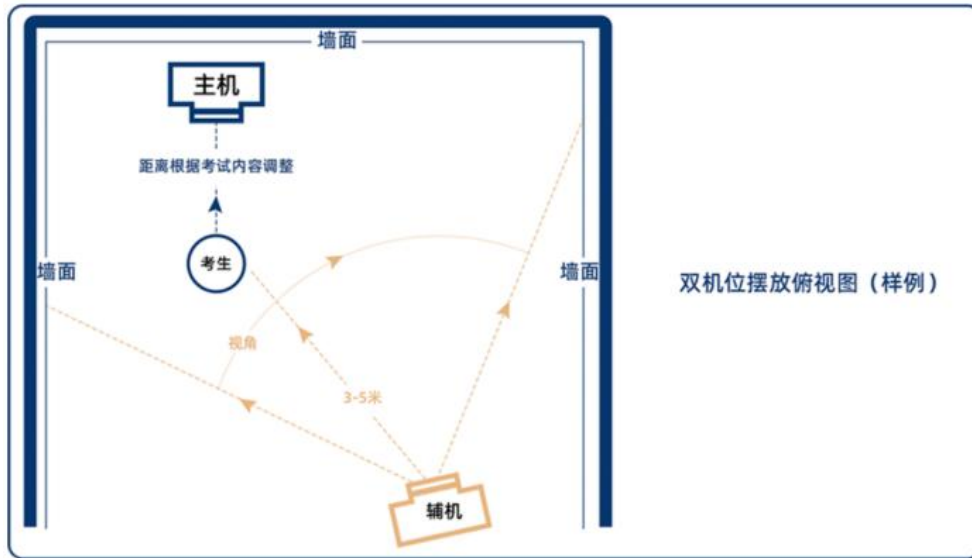 墙面
主机
距离根据考试内容调整
考生
墙面
墙面
双机位摆放俯视图（样例）
视角
3-5米
辅机